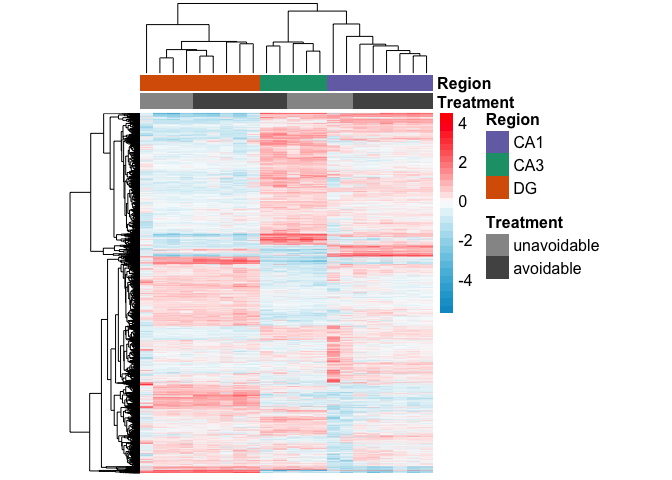 Region
Treatment
4
2
0
-2
-4
Region
CA1
CA3
DG
Treatment
unavoidable
avoidable